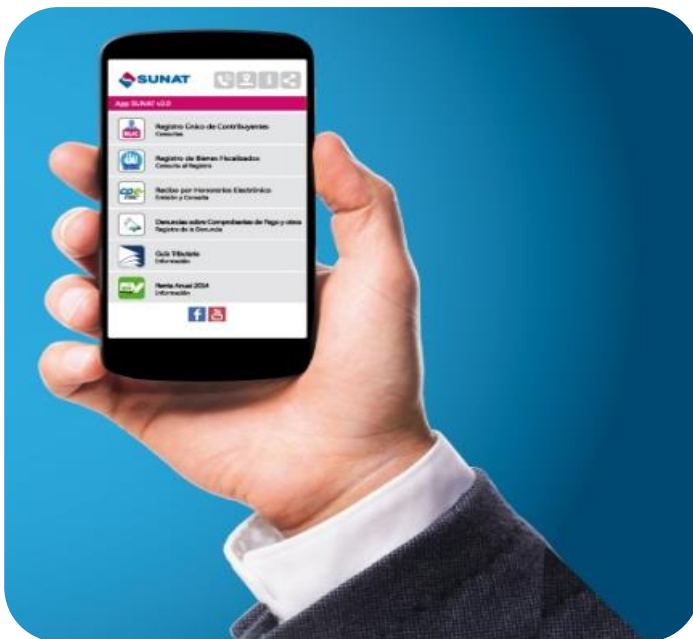 SUNAT
App SUNAT v2.0
Registro Único de Contribuyentes
Consultas
RUC
Registro de Bienes Fiscalizados
Consulta al Registro
Recibo por Honorarios Electrónico
Emisión y Consulta
Denuncias sobre Comprobantes de Pago y otros
Registro de la Denuncia
Guía Tributaria
Información
Renta Anual 2014
Información